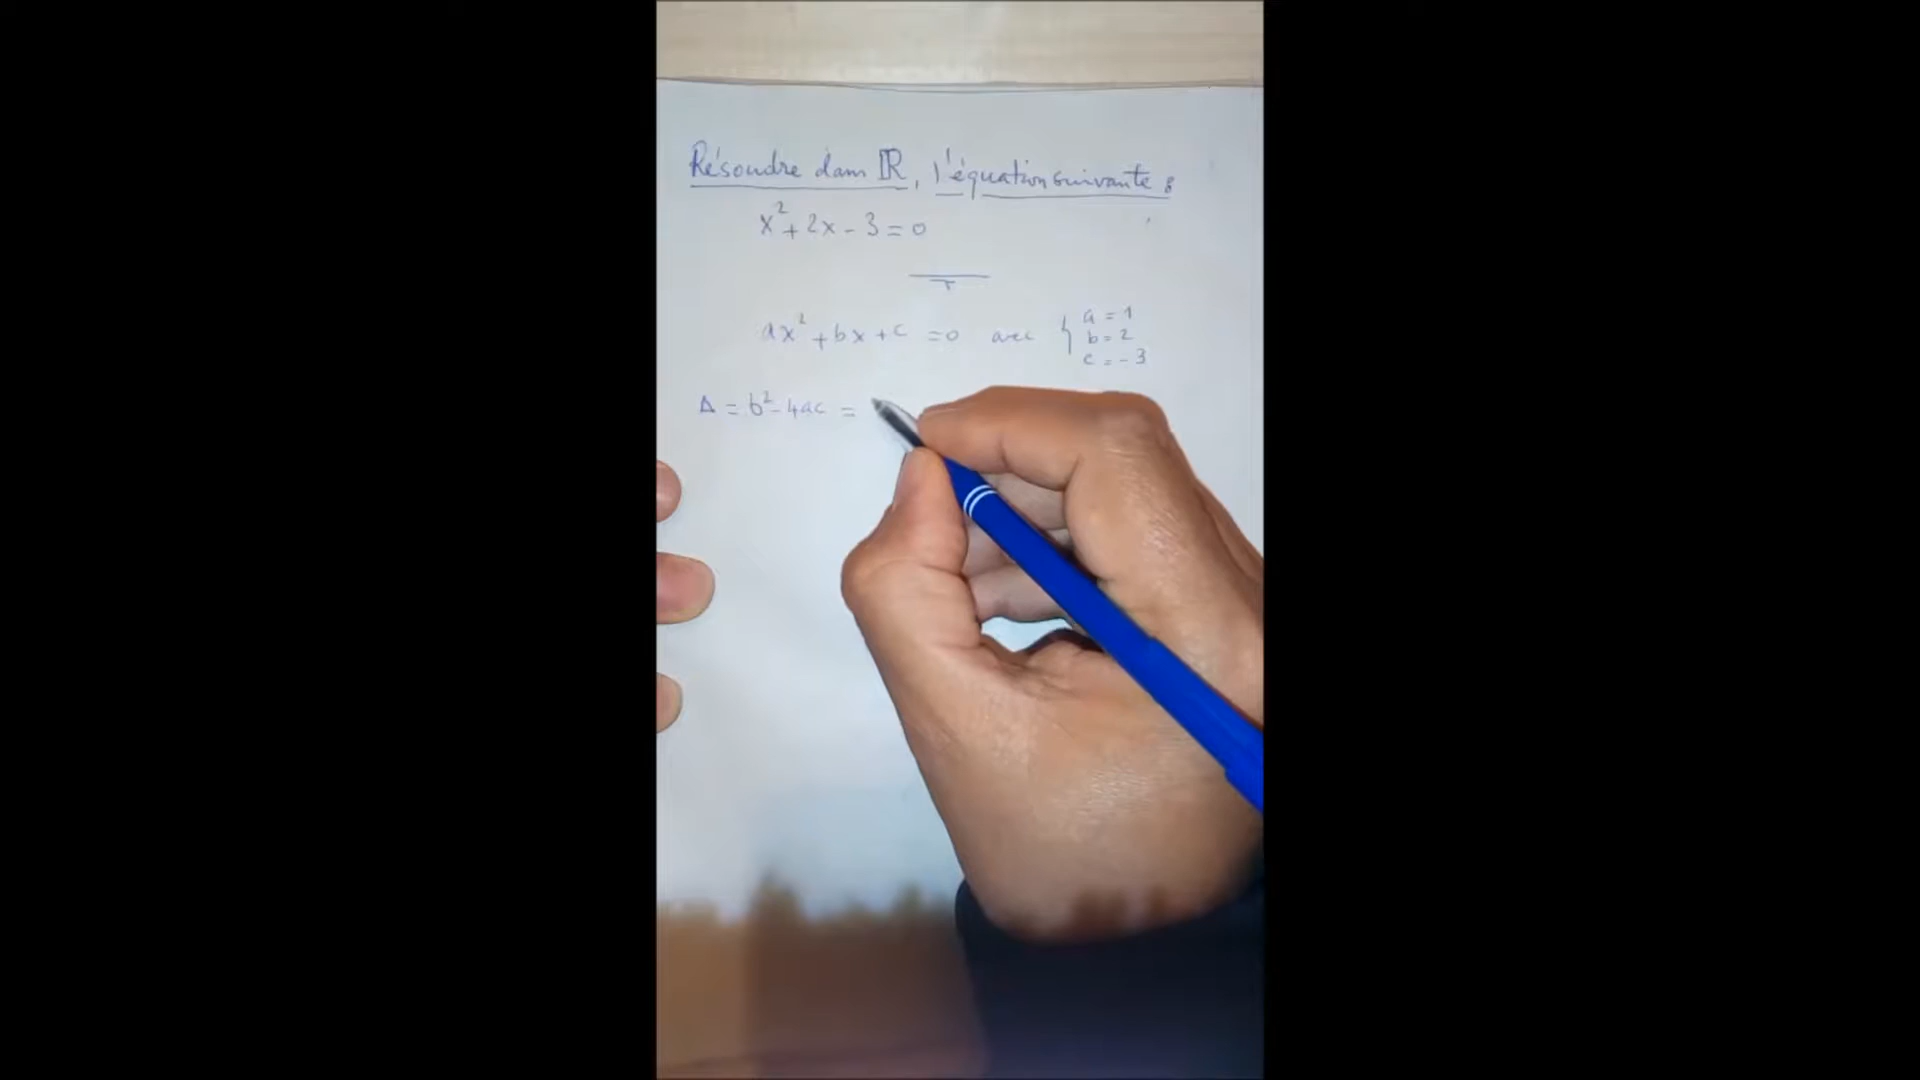 Résoudre dans ℝ, l'équation suivante :
x² + 2x - 3 = 0
ax² + bx + c = 0 avec { a = 1
b = 2
c = -3
Δ = b² - 4ac =